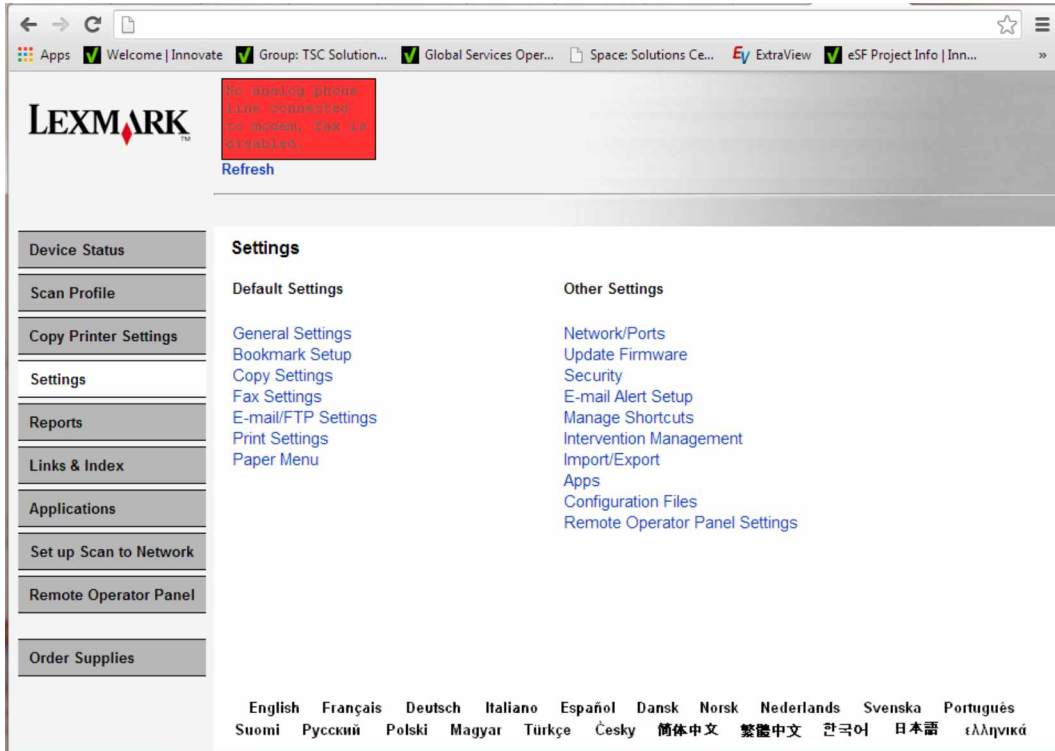 Apps Welcome | Innovate Group: TSC Solution... Global Services Oper... Space: Solutions Ce... Ev ExtraView eSF Project Info | Inn... »
LEXMARK™
No analog phone
line connected
to modem, fax is
disabled.
Refresh
Device Status
Scan Profile
Copy Printer Settings
Settings
Reports
Links & Index
Applications
Set up Scan to Network
Remote Operator Panel
Order Supplies
Settings
Default Settings
General Settings
Bookmark Setup
Copy Settings
Fax Settings
E-mail/FTP Settings
Print Settings
Paper Menu
Other Settings
Network/Ports
Update Firmware
Security
E-mail Alert Setup
Manage Shortcuts
Intervention Management
Import/Export
Apps
Configuration Files
Remote Operator Panel Settings
English Français Deutsch Italiano Español Dansk Norsk Nederlands Svenska Português
Suomi Русский Polski Magyar Türkçe Česky 简体中文 繁體中文 한국어 日本語 ελληνικά